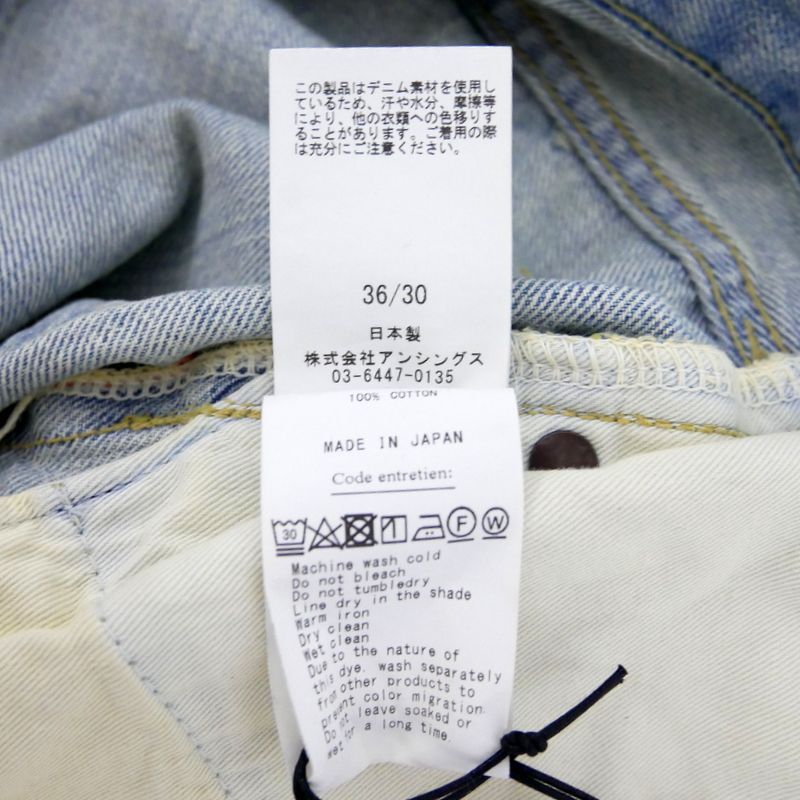 この製品はデニム素材を使用し
ているため、汗や水分、摩擦等
により、他の衣類への色移りす
ることがあります。ご着用の際
は充分にご注意ください。
36/30
日本製
株式会社アンシングス
03-6447-0135
100% COTTON
MADE IN JAPAN
Code entretien:
30 F W
Machine wash cold
Do not bleach
Do not tumbledry
Line dry in the shade
Warm iron
Dry clean
Wet clean
Due to the nature of
this dye. wash separately
from other products to
prevent color migration.
Do not leave soaked or
wet for a long time.